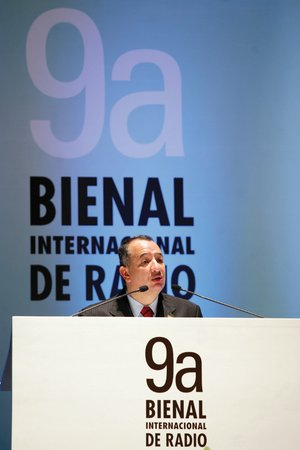 9a
BIENAL
INTERNACIONAL
DE RADIO
9a
BIENAL
INTERNACIONAL
DE RADIO